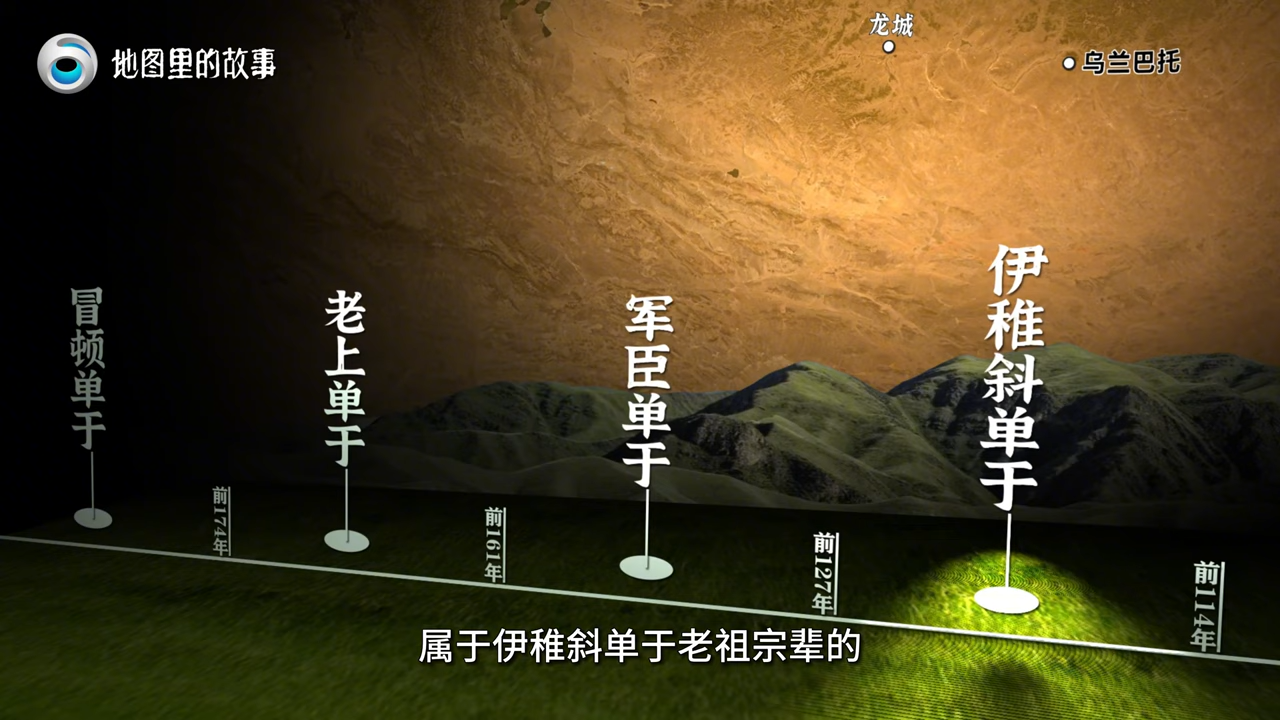 地图里的故事
龙城
乌兰巴托
冒顿单于
前174年
老上单于
前161年
军臣单于
前127年
伊稚斜单于
前114年
属于伊稚斜单于老祖宗辈的